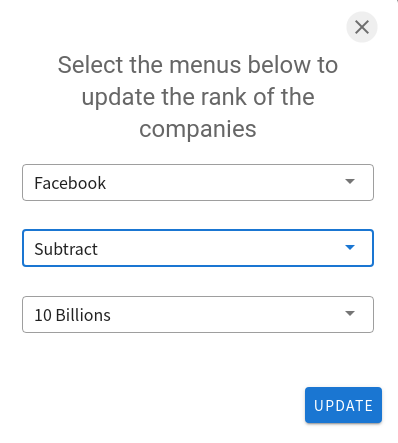 Select the menus below to
update the rank of the
companies
Facebook
Subtract
10 Billions
UPDATE